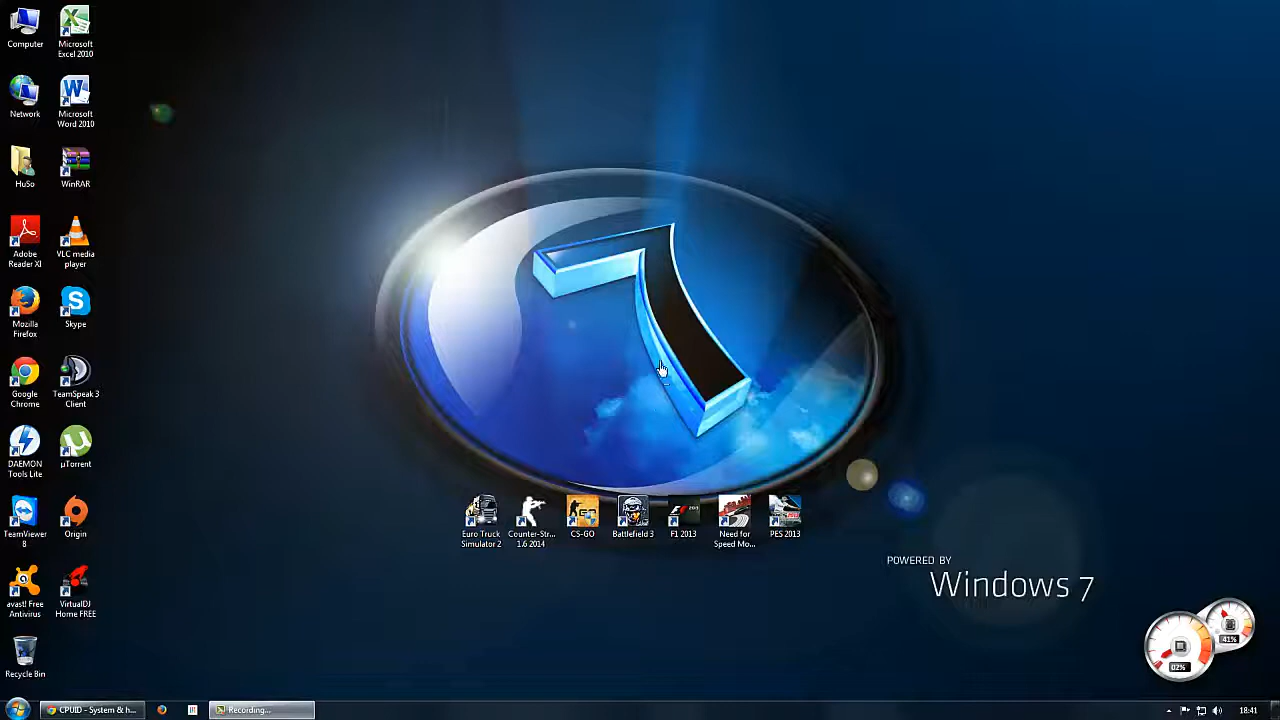 Computer
Microsoft
Excel 2010
Network
Microsoft
Word 2010
HuSo
WinRAR
Adobe
Reader XI
VLC media
player
Mozilla
Firefox
Skype
Google
Chrome
TeamSpeak 3
Client
DAEMON
Tools Lite
µTorrent
TeamViewer
8
Origin
avast! Free
Antivirus
VirtualDJ
Home FREE
Recycle Bin
Euro Truck
Simulator 2
Counter-Str...
1.6 2014
CS-GO
Battlefield 3
F1 2013
Need for
Speed Mo...
PES 2013
7
POWERED BY
Windows 7
41%
02%
CPUID - System & h...
Recording...
18:41